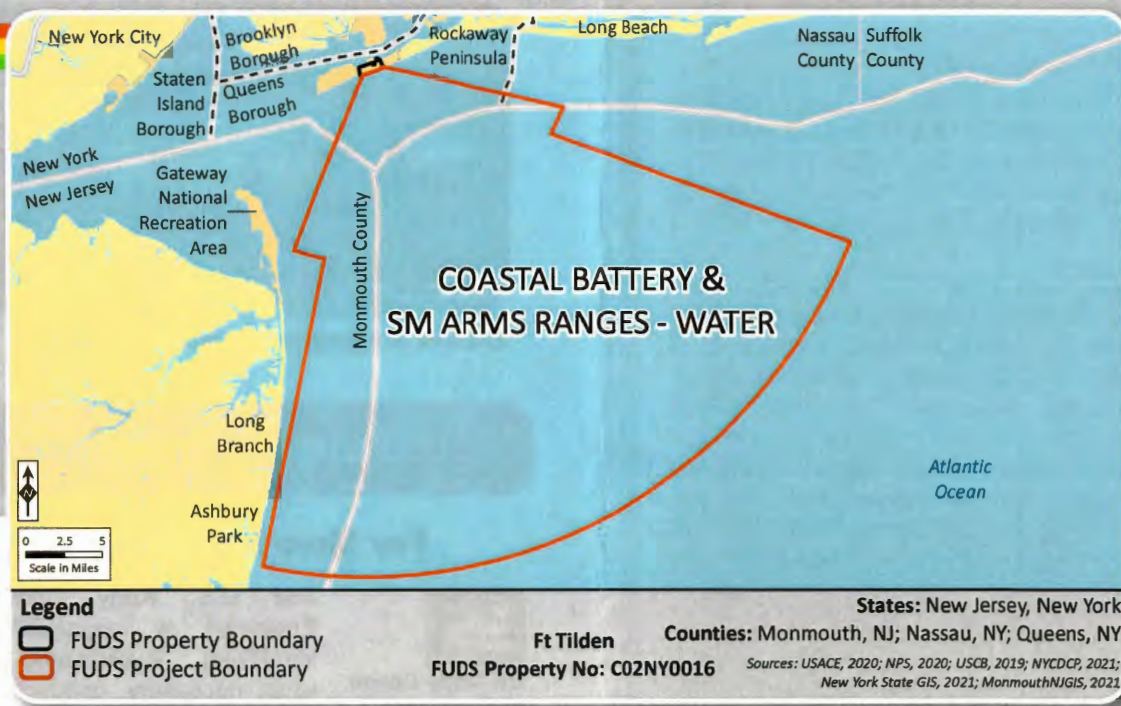 New York City
Brooklyn
Borough
Rockaway
Peninsula
Long Beach
Nassau
County
Suffolk
County
Staten
Island
Borough
Queens
Borough
New York
New Jersey
Gateway
National
Recreation
Area
Monmouth County
COASTAL BATTERY &
SM ARMS RANGES - WATER
Long
Branch
Ashbury
Park
Atlantic
Ocean
N
0 2.5 5
Scale in Miles
Legend
FUDS Property Boundary
FUDS Project Boundary
Ft Tilden
FUDS Property No: C02NY0016
States: New Jersey, New York
Counties: Monmouth, NJ; Nassau, NY; Queens, NY
Sources: USACE, 2020; NPS, 2020; USCB, 2019; NYCDCP, 2021;
New York State GIS, 2021; MonmouthNJGIS, 2021